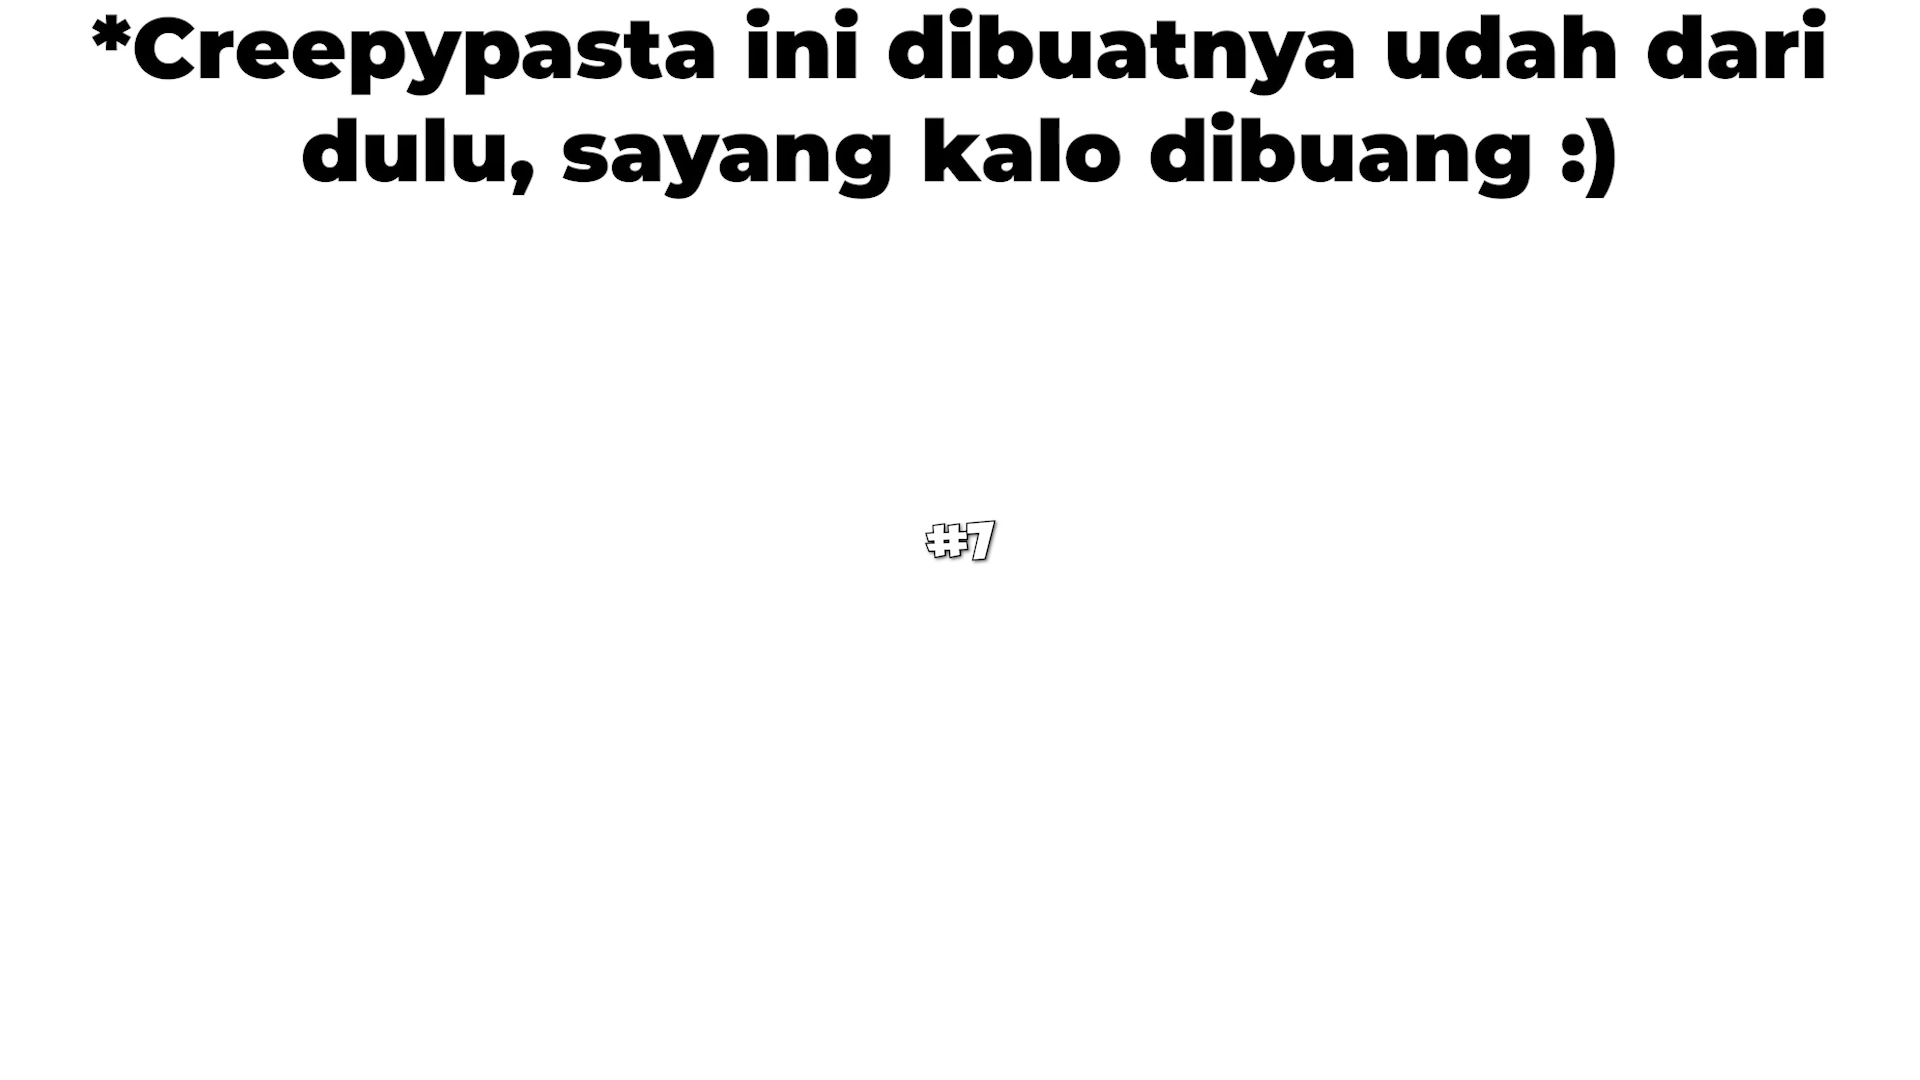 *Creepypasta ini dibuatnya udah dari
dulu, sayang kalo dibuang :)
#7